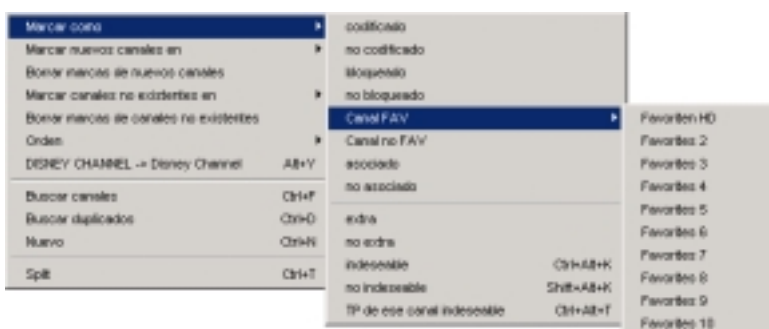 Marcar como
Marcar nuevos canales en
Borrar marcas de nuevos canales
Marcar canales no existentes en
Borrar marcas de canales no existentes
Orden
DISNEY CHANNEL -> Disney Channel Alt+Y
Buscar canales Ctrl+F
Buscar duplicados Ctrl+D
Nuevo Ctrl+N
Split Ctrl+T
codificado
no codificado
bloqueado
no bloqueado
Canal FAV
Canal no FAV
asociado
no asociado
extra
no extra
indeseable Ctrl+Alt+K
no indeseable Shift+Alt+K
TP de ese canal indeseable Ctrl+Alt+T
Favoriten HD
Favorites 2
Favorites 3
Favorites 4
Favorites 5
Favorites 6
Favorites 7
Favorites 8
Favorites 9
Favorites 10